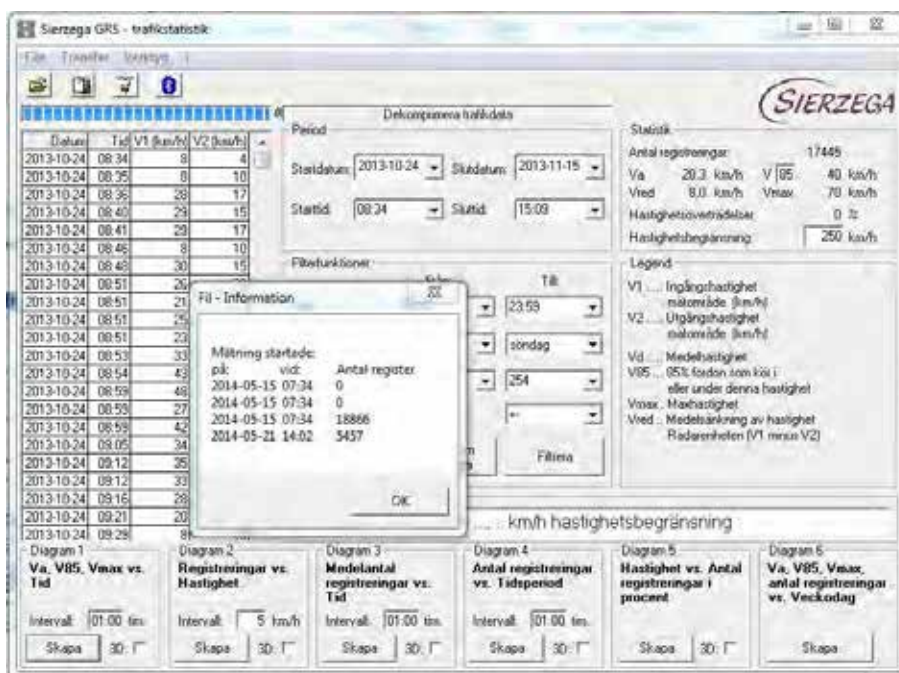 Sierzega GRS - trafikstatistik
SIERZEGA
Dekomprimera trafikdata
Datum Tid V1 (km/h) V2 (km/h)
2013-10-24 08:34 8 4
2013-10-24 08:35 8 10
2013-10-24 08:36 28 17
2013-10-24 08:40 29 15
2013-10-24 08:41 29 17
2013-10-24 08:46 8 10
2013-10-24 08:48 30 15
2013-10-24 08:51 26
2013-10-24 08:51 21
2013-10-24 08:51 25
2013-10-24 08:51 23
2013-10-24 08:53 33
2013-10-24 08:54 43
2013-10-24 08:59 48
2013-10-24 08:59 27
2013-10-24 08:59 42
2013-10-24 09:05 34
2013-10-24 09:12 35
2013-10-24 09:12 33
2013-10-24 09:16 28
2013-10-24 09:21 20
2013-10-24 09:29
Period
Startdatum: 2013-10-24 Slutdatum: 2013-11-15
Starttid: 08:34 Sluttid: 15:09
Filterfunktioner
Till:
23:59
söndag
254
Filtrera
Fil - Information
Mätning startade:
på: vid: Antal register
2014-05-15 07:34 0
2014-05-15 07:34 0
2014-05-15 07:34 18866
2014-05-21 14:02 5457
OK
Statistik
Antal registreringar: 17445
Va 28.3 km/h V 85 40 km/h
Vred 8.0 km/h Vmax 70 km/h
Hastighetsöverträdelser 0 %
Hastighetsbegränsning 250 km/h
Legend
V1 .... Ingångshastighet
mätområde (km/h)
V2 .... Utgångshastighet
mätområde (km/h)
Vd .... Medelhastighet
V85 ... 85% fordon som kör i
eller under denna hastighet
Vmax.. Maxhastighet
Vred .. Medelsänkning av hastighet
Radarenheten (V1 minus V2)
.... km/h hastighetsbegränsning
Diagram 1
Va, V85, Vmax vs.
Tid
Intervall: 01:00 tim.
Skapa 3D:
Diagram 2
Registreringar vs.
Hastighet
Intervall: 5 km/h
Skapa 3D:
Diagram 3
Medelantal
registreringar vs.
Tid
Intervall: 01:00 tim.
Skapa 3D:
Diagram 4
Antal registreringar
vs. Tidsperiod
Intervall: 01:00 tim.
Skapa 3D:
Diagram 5
Hastighet vs. Antal
registreringar i
procent
Skapa 3D:
Diagram 6
Va, V85, Vmax,
antal registreringar
vs. Veckodag
Skapa